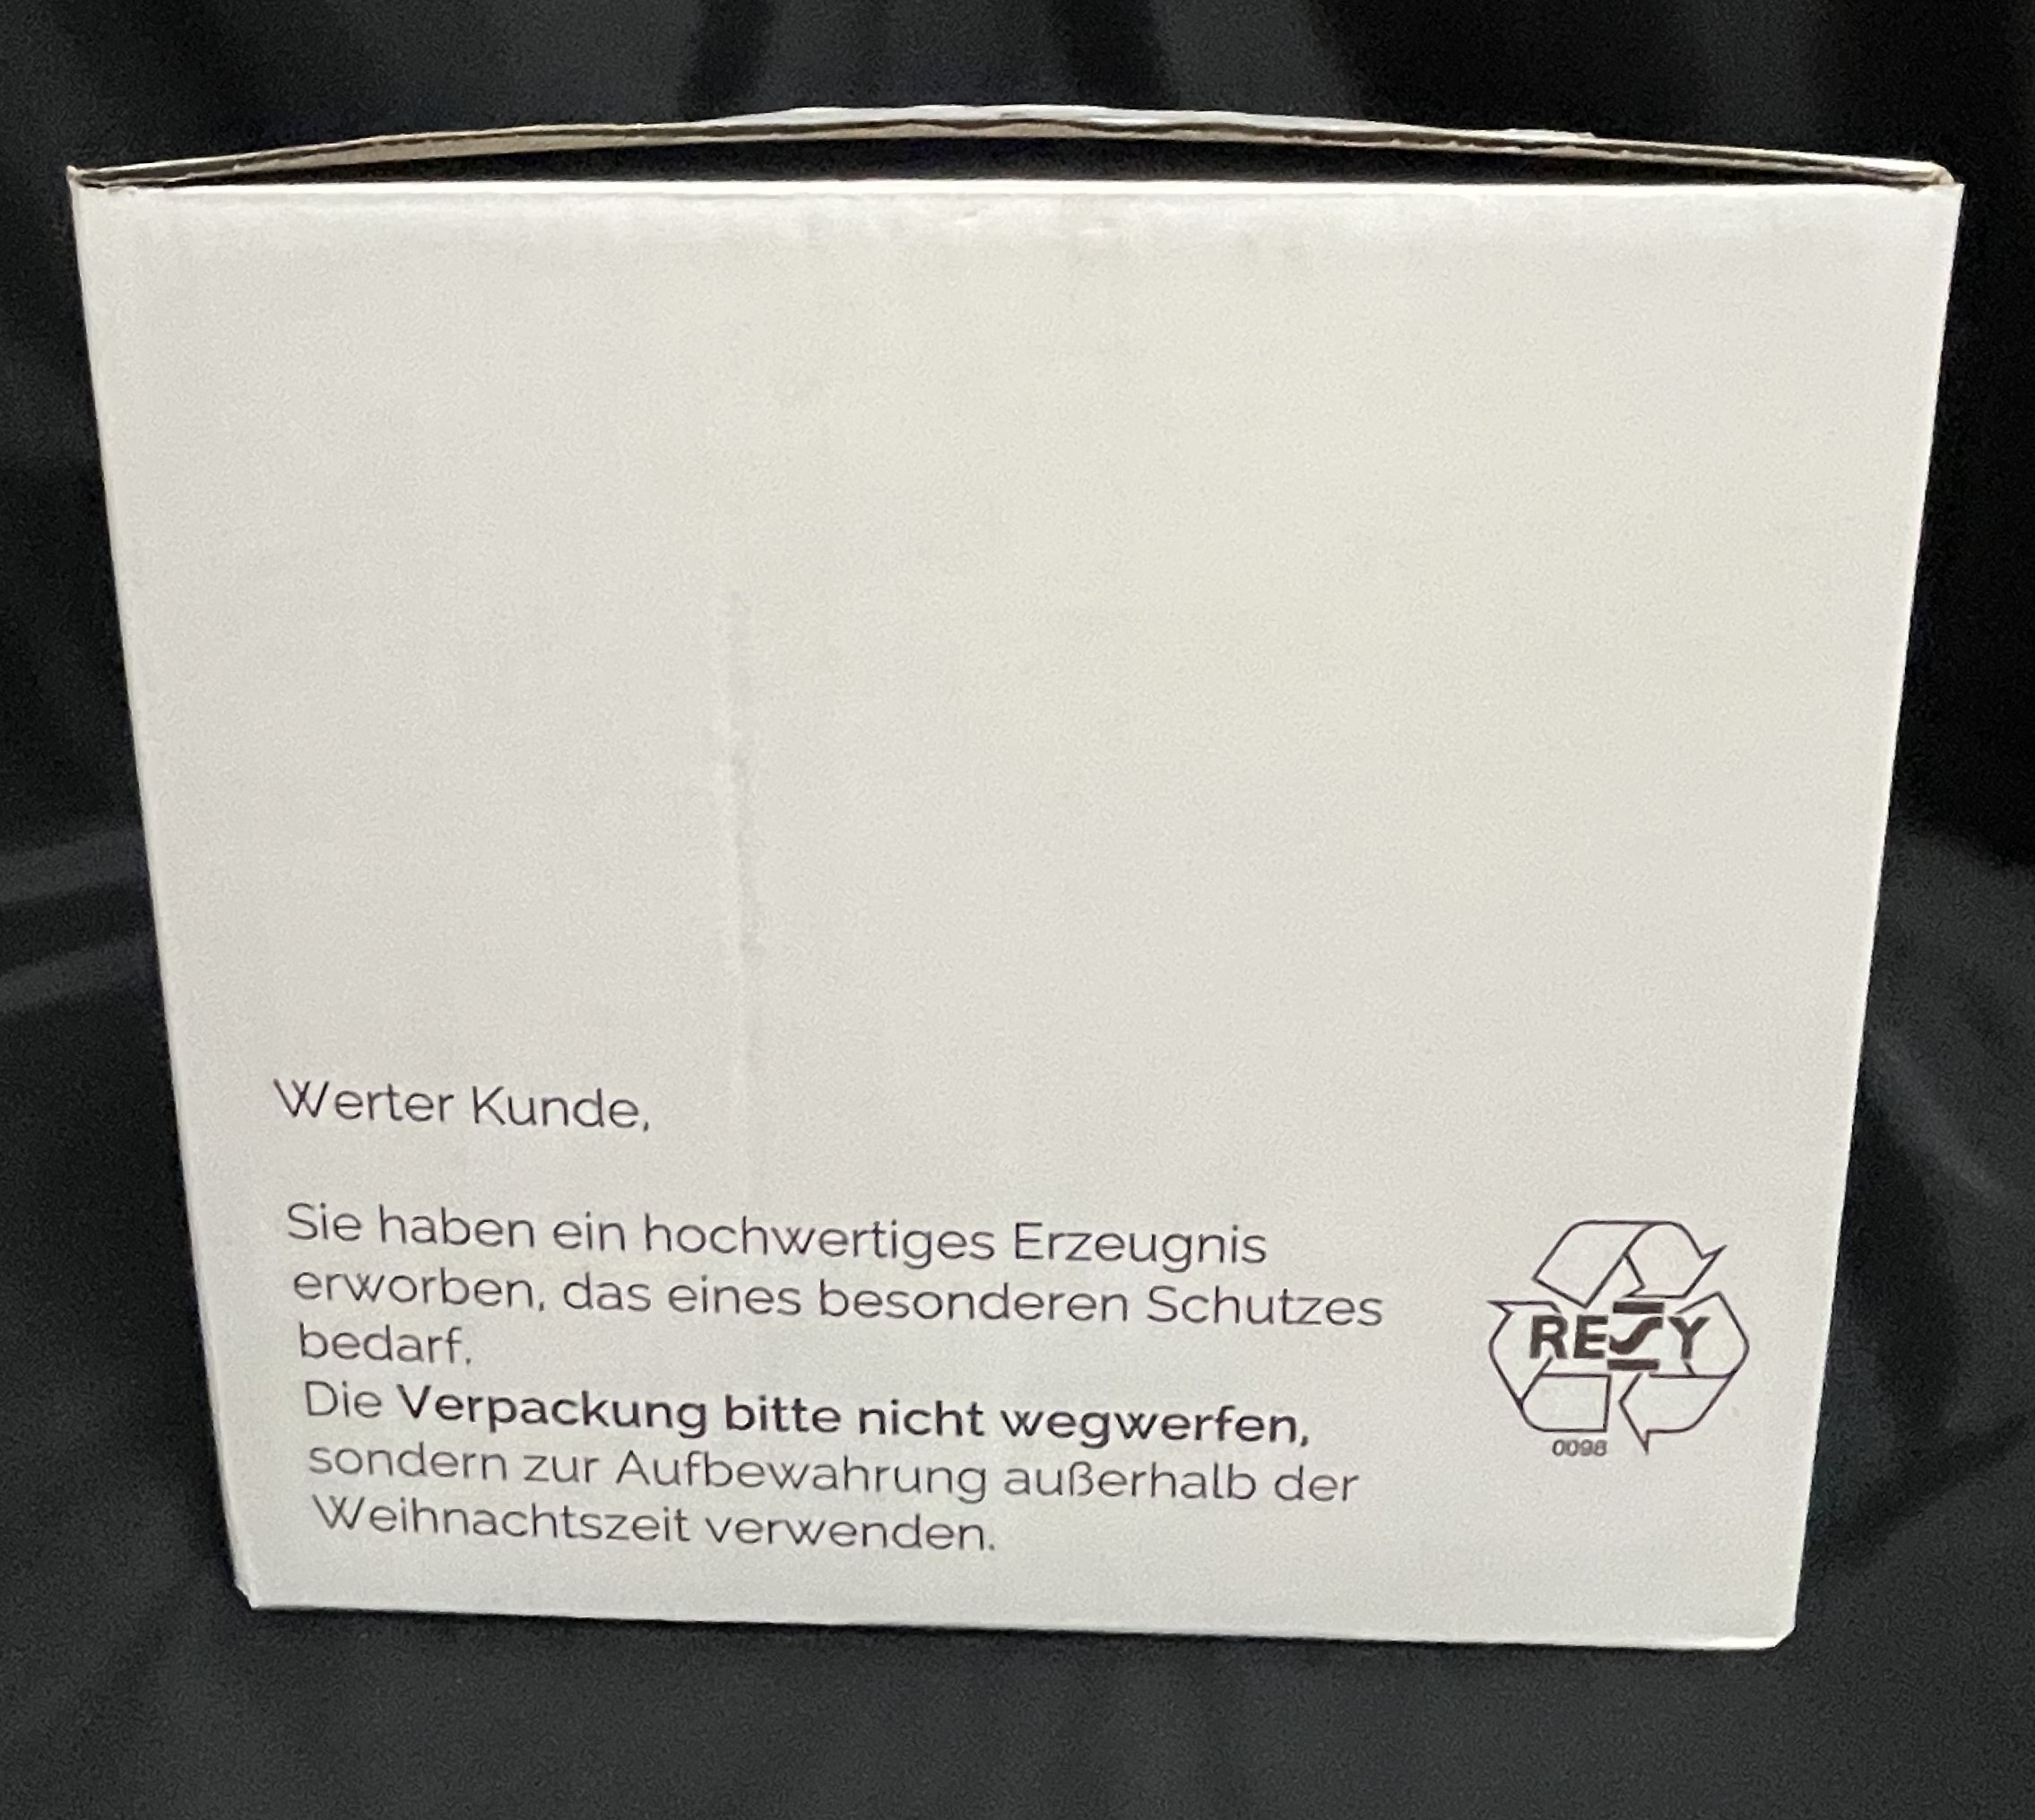 Werter Kunde,
Sie haben ein hochwertiges Erzeugnis
erworben, das eines besonderen Schutzes
bedarf.
Die Verpackung bitte nicht wegwerfen,
sondern zur Aufbewahrung außerhalb der
Weihnachtszeit verwenden.
RESY
0098